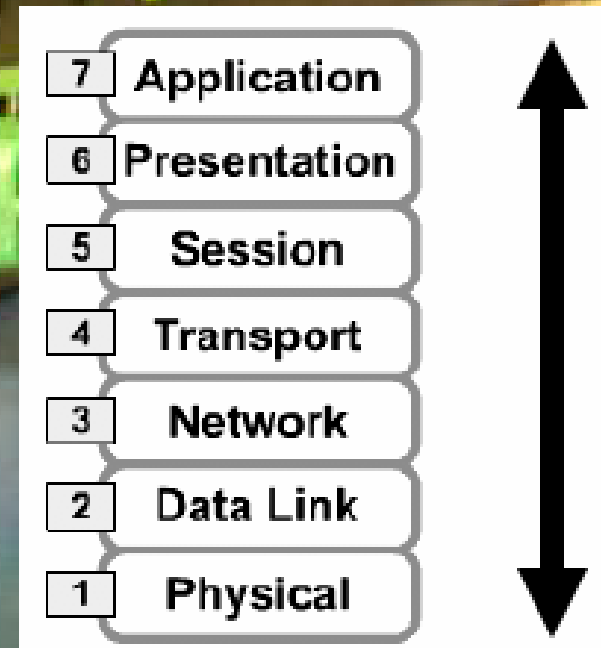 7 Application
6 Presentation
5 Session
4 Transport
3 Network
2 Data Link
1 Physical